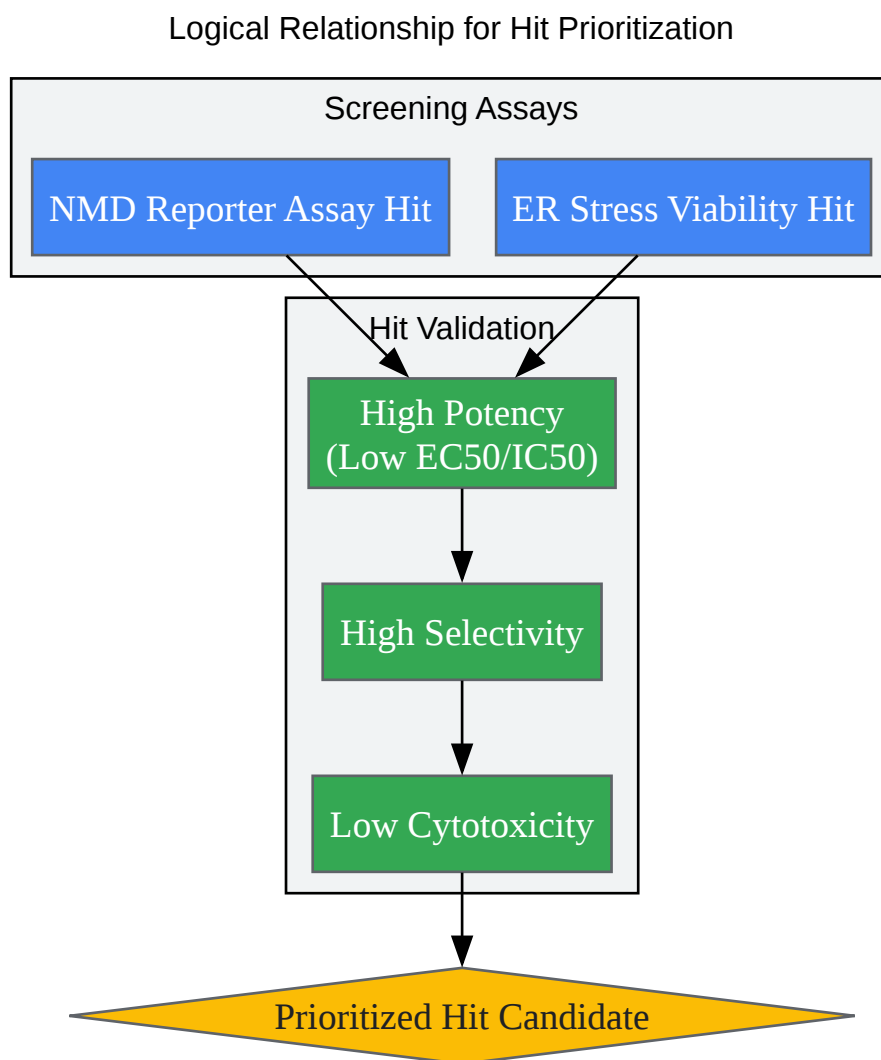 Logical Relationship for Hit Prioritization
Screening Assays
NMD Reporter Assay Hit
ER Stress Viability Hit
Hit Validation
High Potency
(Low EC50/IC50)
High Selectivity
Low Cytotoxicity
Prioritized Hit Candidate